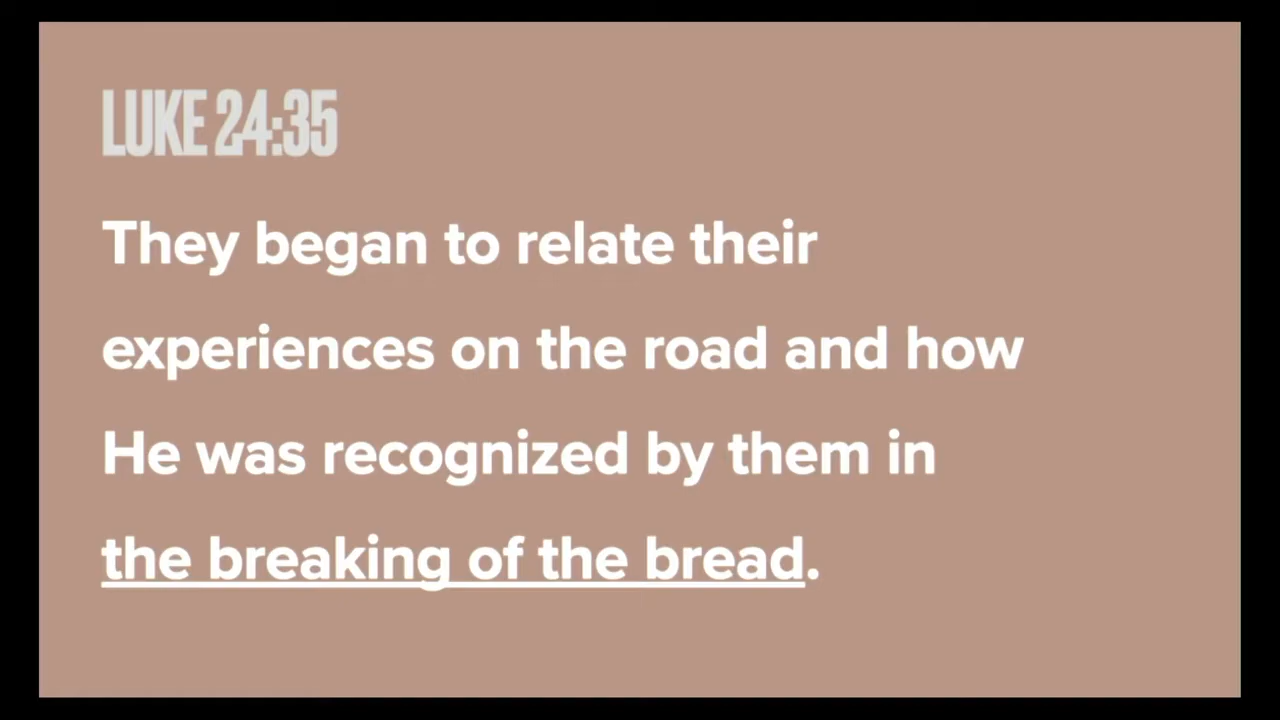 LUKE 24:35
They began to relate their
experiences on the road and how
He was recognized by them in
the breaking of the bread.